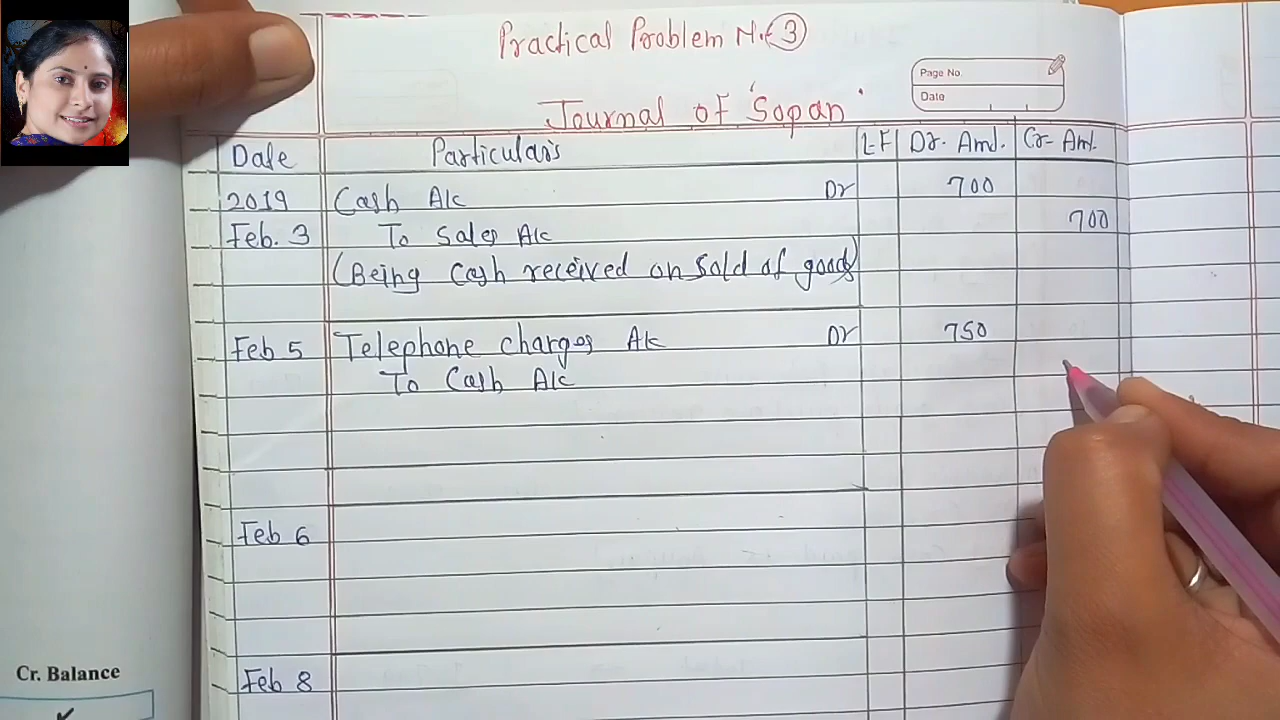 Practical Problem N. 3
Page No.
Date
Journal of 'Sopan'
Date Particulars L.F Dr. Amt. Cr. Amt.
2019 Cash A/c Dr 700
Feb. 3 To Sales A/c 700
(Being Cash received on sold of goods)
Feb 5 Telephone charges A/c Dr 750
To Cash A/c
Feb 6
Feb 8
Cr. Balance